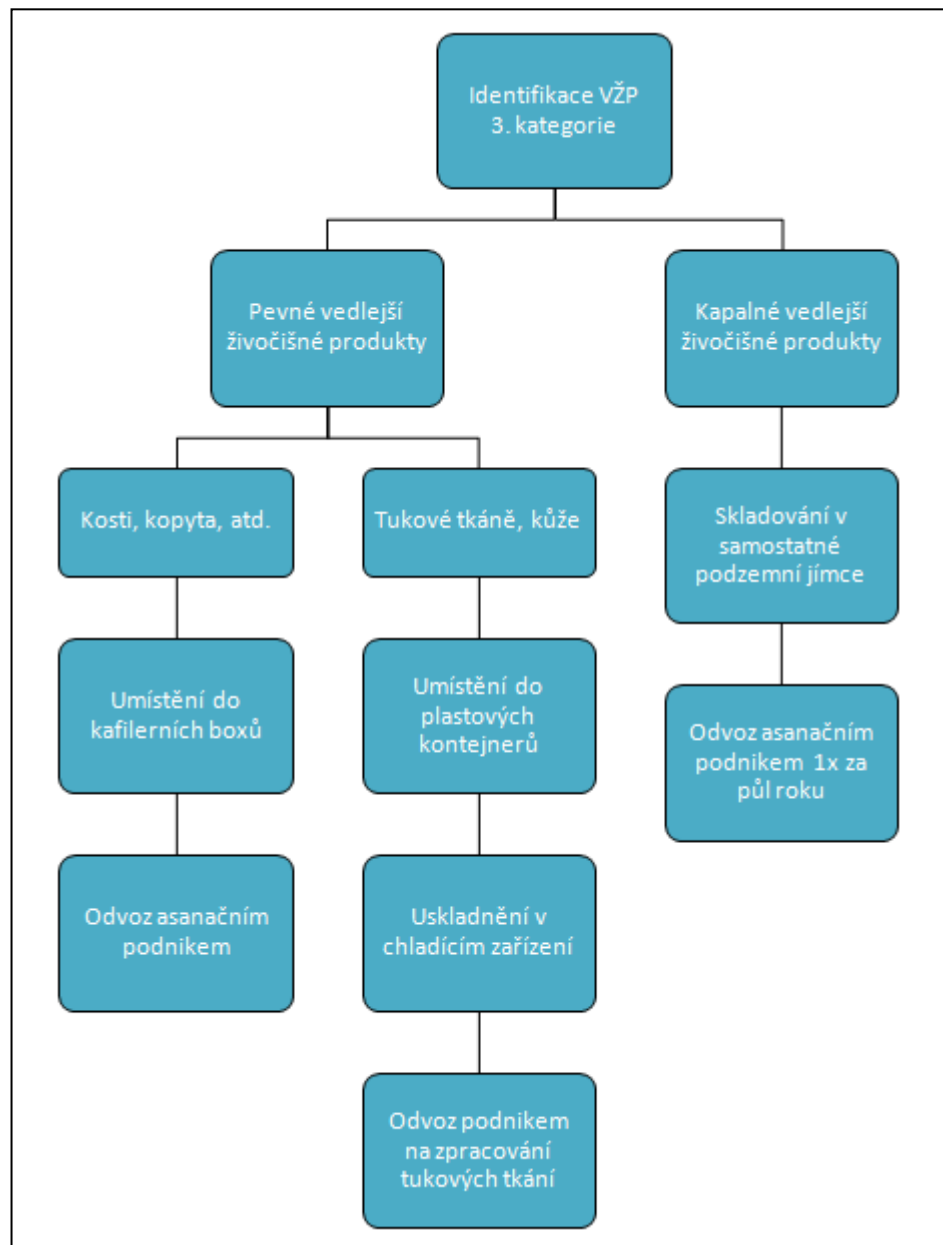 Identifikace VŽP
3. kategorie
Pevné vedlejší
živočišné produkty
Kapalné vedlejší
živočišné produkty
Kosti, kopyta, atd.
Tukové tkáně, kůže
Skladování v
samostatné
podzemní jímce
Umístění do
kafilerních boxů
Umístění do
plastových
kontejnerů
Odvoz asanačním
podnikem 1x za
půl roku
Odvoz asanačním
podnikem
Uskladnění v
chladícím zařízení
Odvoz podnikem
na zpracování
tukových tkání